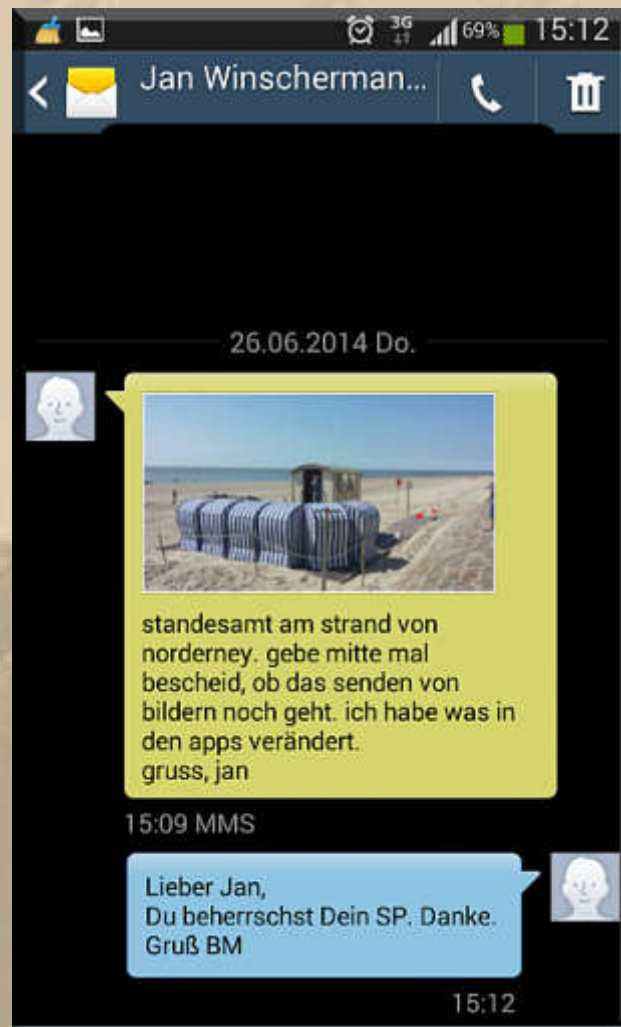 3G 69% 15:12
Jan Winscherman...
26.06.2014 Do.
standesamt am strand von
norderney. gebe mitte mal
bescheid, ob das senden von
bildern noch geht. ich habe was in
den apps verändert.
gruss, jan
15:09 MMS
Lieber Jan,
Du beherrschst Dein SP. Danke.
Gruß BM
15:12